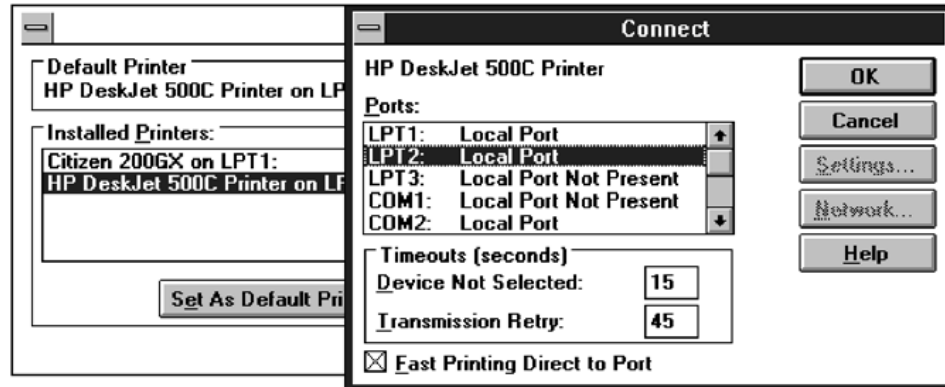 Default Printer
HP DeskJet 500C Printer on LP
Installed Printers:
Citizen 200GX on LPT1:
HP DeskJet 500C Printer on LP
Set As Default Pri
Connect
HP DeskJet 500C Printer
Ports:
LPT1: Local Port
LPT2: Local Port
LPT3: Local Port Not Present
COM1: Local Port Not Present
COM2: Local Port
Timeouts (seconds)
Device Not Selected: 15
Transmission Retry: 45
Fast Printing Direct to Port
OK
Cancel
Settings...
Network...
Help